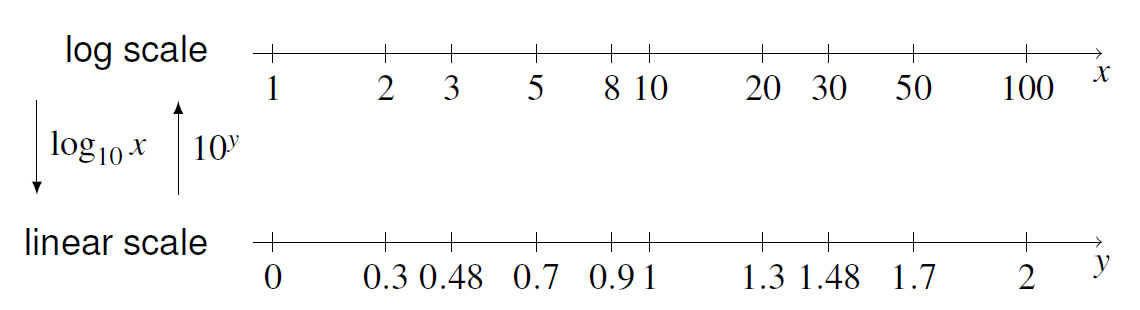 log scale
1 2 3 5 8 10 20 30 50 100 x
log₁₀ x 10ʸ
linear scale
0 0.3 0.48 0.7 0.9 1 1.3 1.48 1.7 2 y